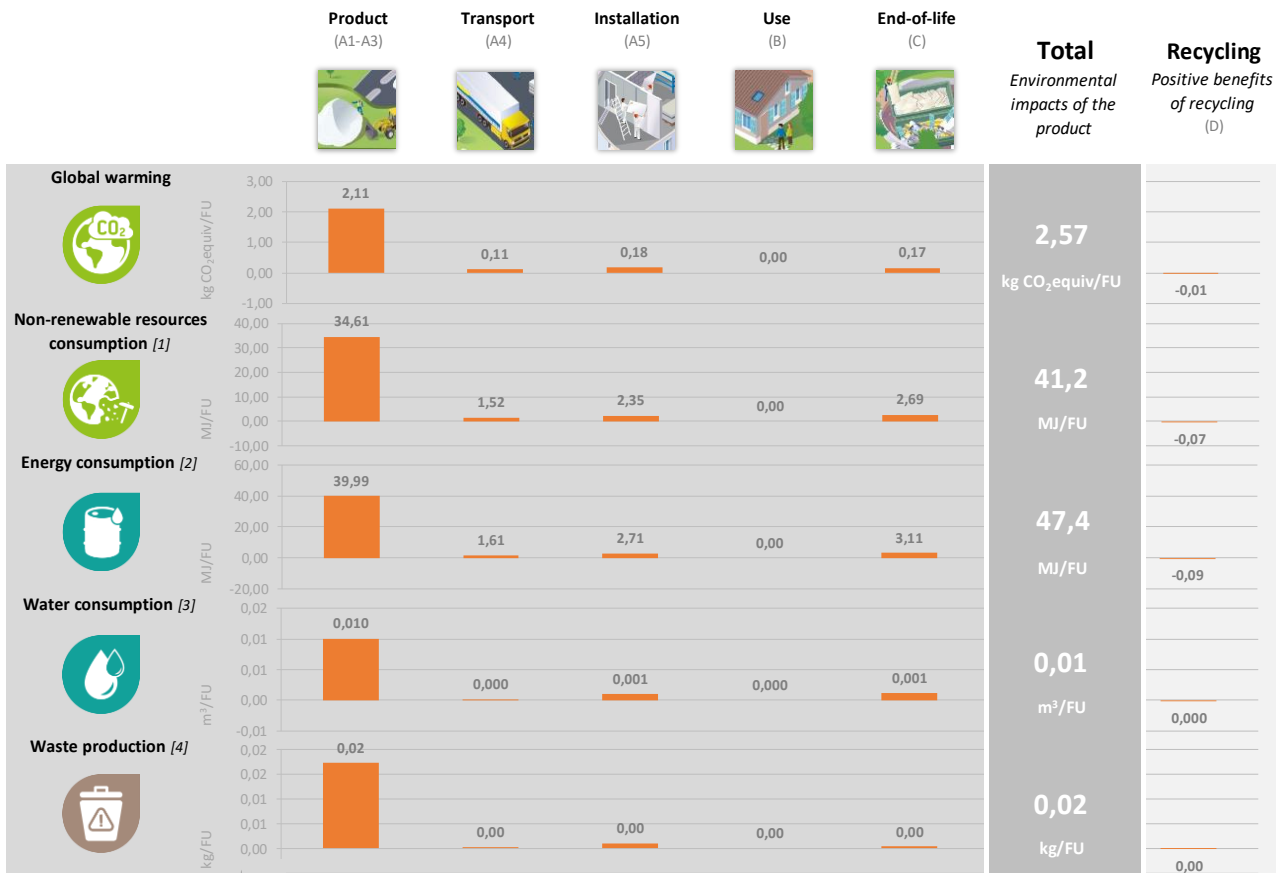 Product
(A1-A3)
Transport
(A4)
Installation
(A5)
Use
(B)
End-of-life
(C)
Total
Environmental
impacts of the
product
Recycling
Positive benefits
of recycling
(D)
Global warming
CO2
kg CO2equiv/FU
3,00
2,00
1,00
0,00
-1,00
2,11
0,11
0,18
0,00
0,17
2,57
kg CO2equiv/FU
-0,01
Non-renewable resources
consumption [1]
MJ/FU
40,00
30,00
20,00
10,00
0,00
-10,00
34,61
1,52
2,35
0,00
2,69
41,2
MJ/FU
-0,07
Energy consumption [2]
MJ/FU
60,00
40,00
20,00
0,00
-20,00
39,99
1,61
2,71
0,00
3,11
47,4
MJ/FU
-0,09
Water consumption [3]
m³/FU
0,02
0,01
0,01
0,00
-0,01
0,010
0,000
0,001
0,000
0,001
0,01
m³/FU
0,000
Waste production [4]
kg/FU
0,02
0,02
0,01
0,01
0,00
0,02
0,00
0,00
0,00
0,00
0,02
kg/FU
0,00